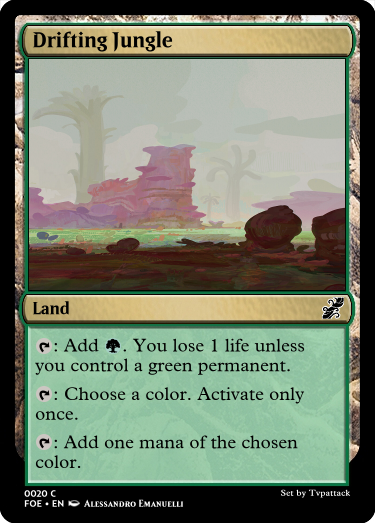 Drifting Jungle
Land
: Add . You lose 1 life unless
you control a green permanent.
: Choose a color. Activate only
once.
: Add one mana of the chosen
color.
0020 C
FOE • EN Alessandro Emanuelli
Set by Tvpattack